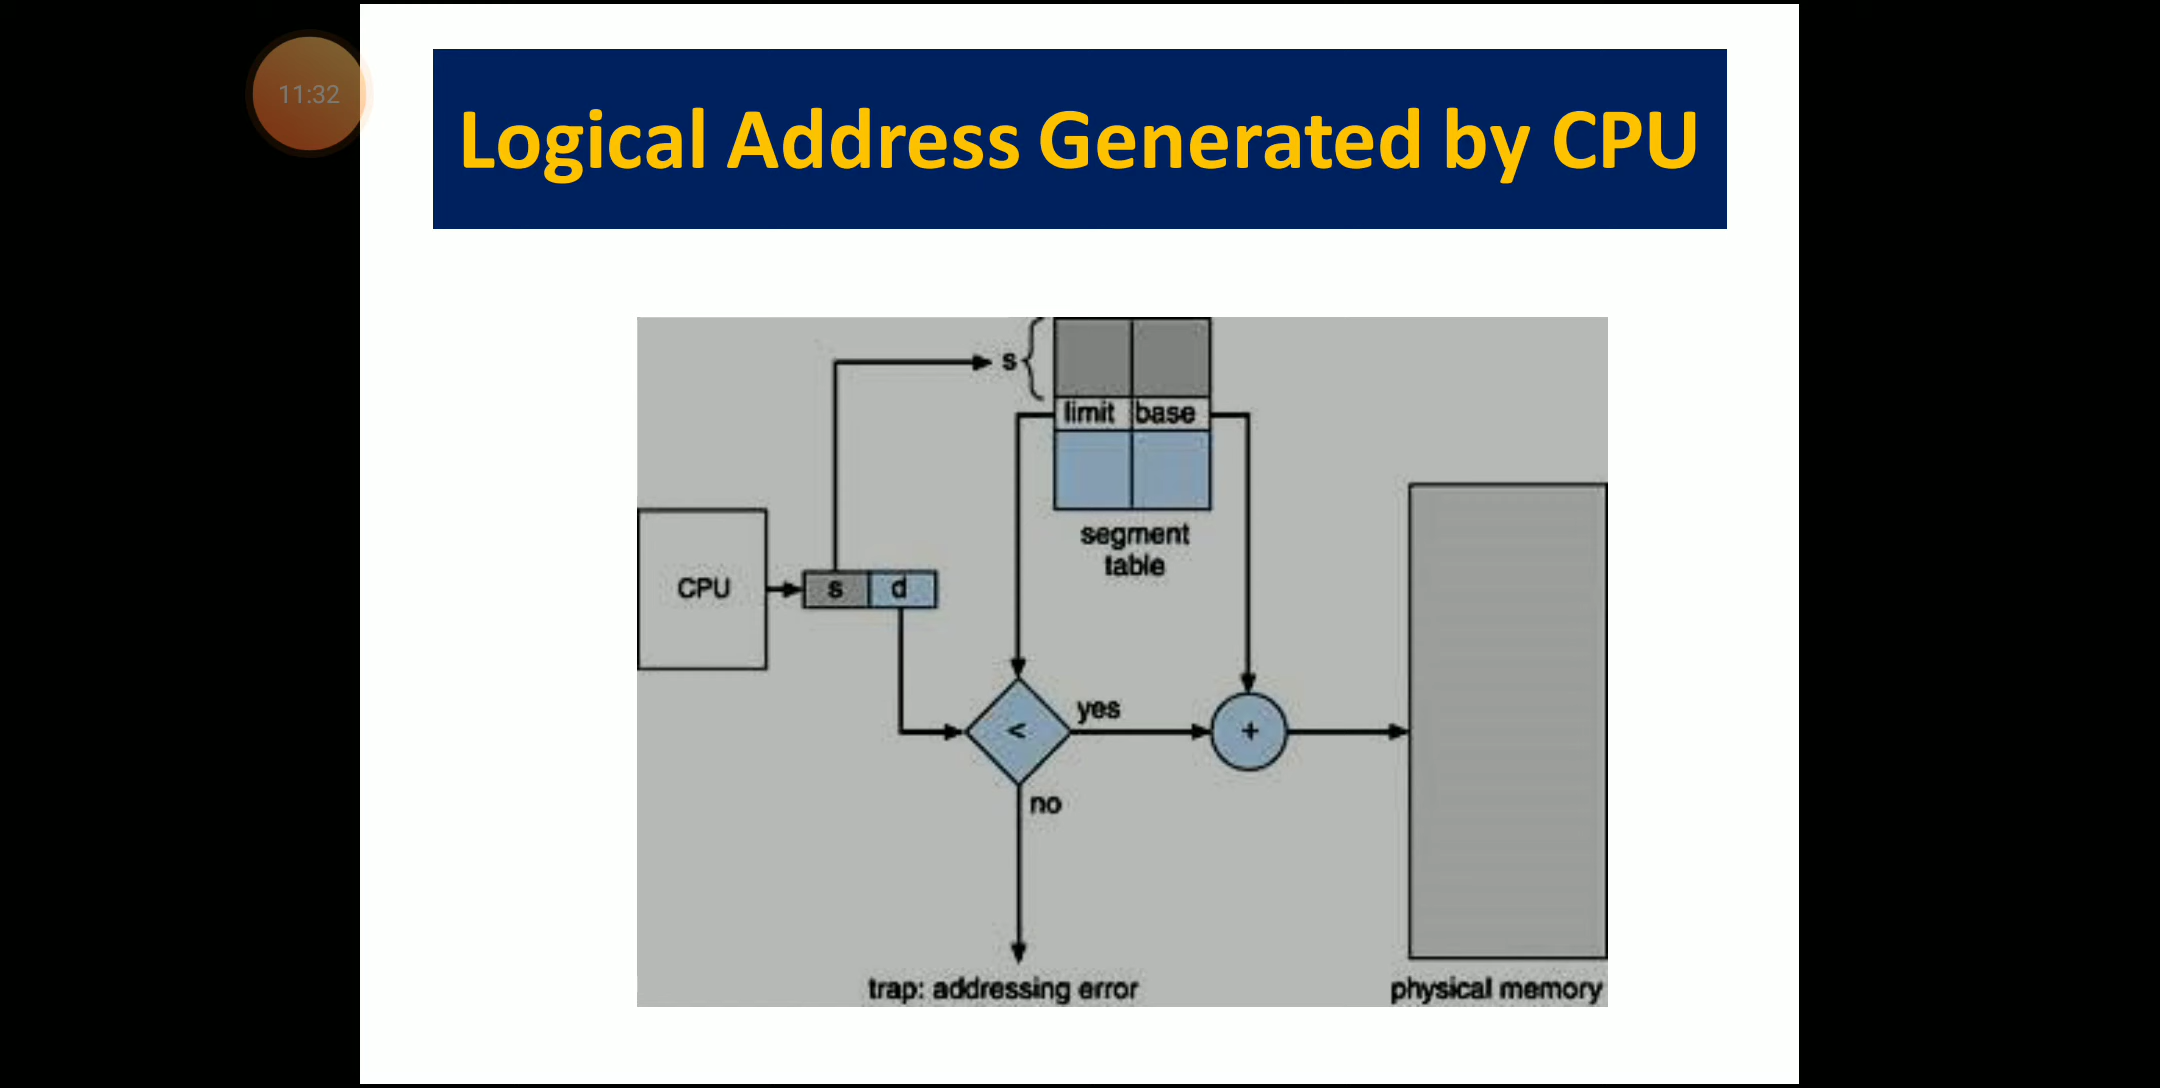 11:32
Logical Address Generated by CPU
s
limit base
segment
table
CPU
s d
<
yes
+
no
trap: addressing error
physical memory